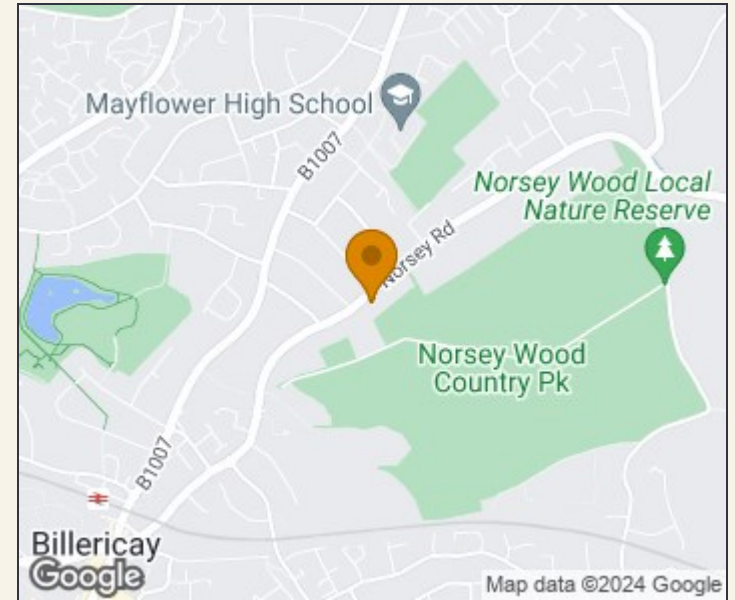 Mayflower High School
B1007
Norsey Wood Local
Nature Reserve
Norsey Rd
Norsey Wood
Country Pk
B1007
Billericay
Google
Map data ©2024 Google